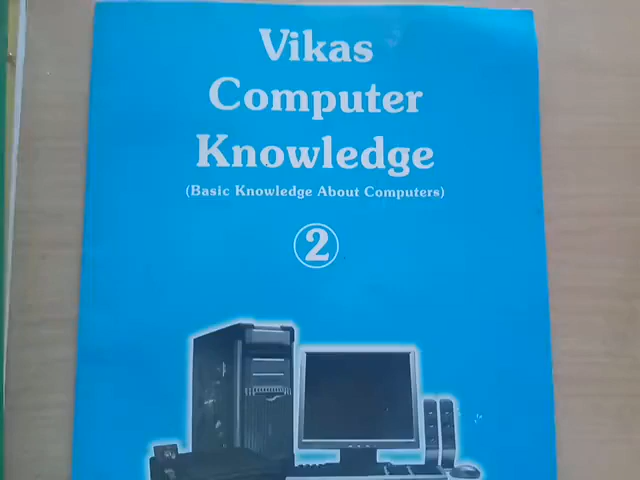 Vikas
Computer
Knowledge
(Basic Knowledge About Computers)
2